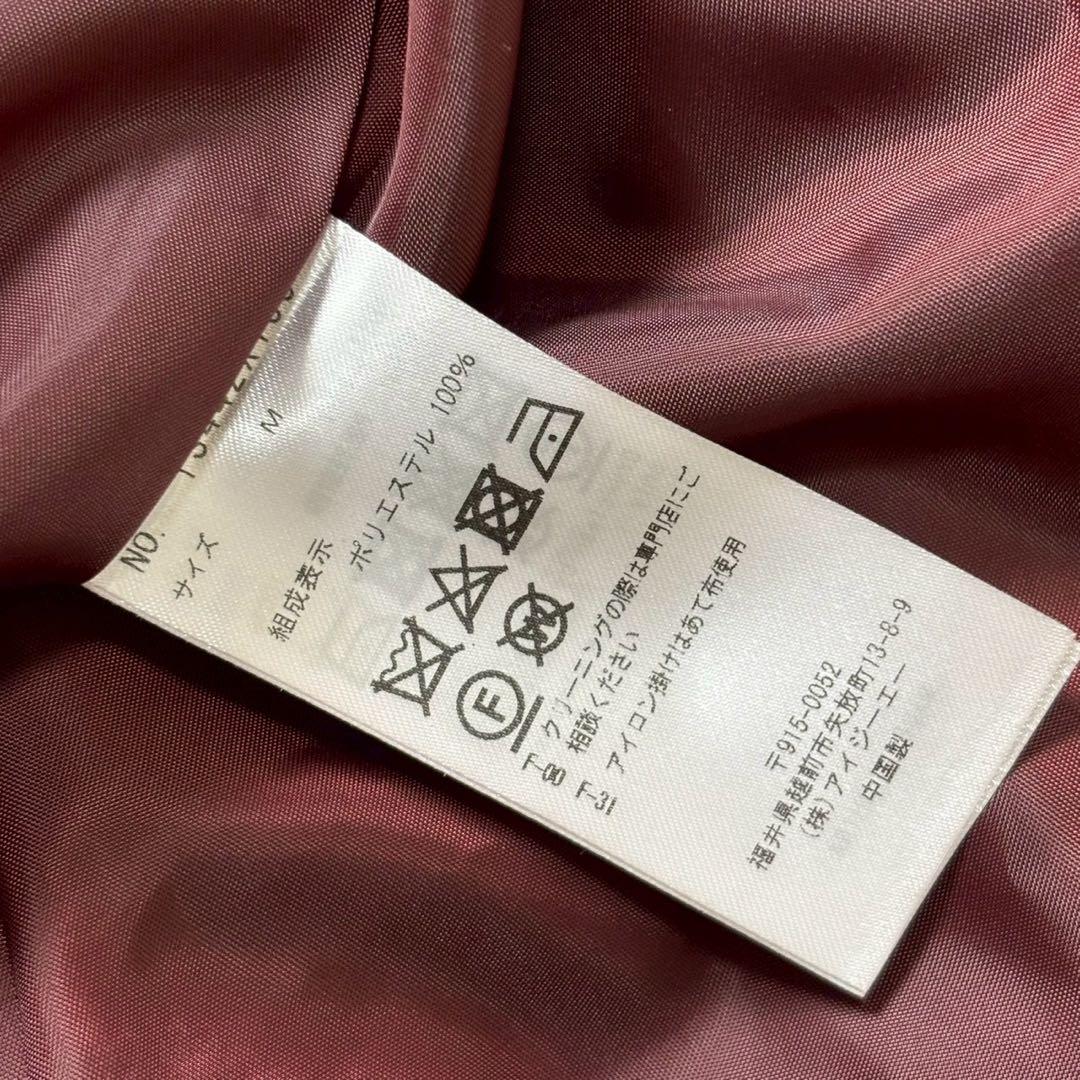 NO.
サイズ M
組成表示
ポリエステル 100%
F W
クリーニングの際は専門店にご
相談ください
アイロン掛けはあて布使用
〒915-0052
福井県越前市矢放町13-8-9
(株)アイジーエー
中国製